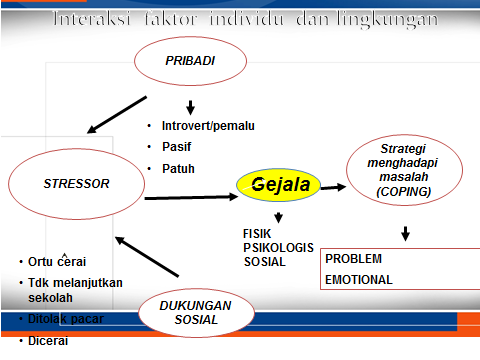 Interaksi faktor individu dan lingkungan
PRIBADI
• Introvert/pemalu
• Pasif
• Patuh
STRESSOR
Gejala
Strategi
menghadapi
masalah
(COPING)
FISIK
PSIKOLOGIS
SOSIAL
PROBLEM
EMOTIONAL
• Ortu cerai
• Tdk melanjutkan
sekolah
• Ditolak pacar
• Dicerai
DUKUNGAN
SOSIAL